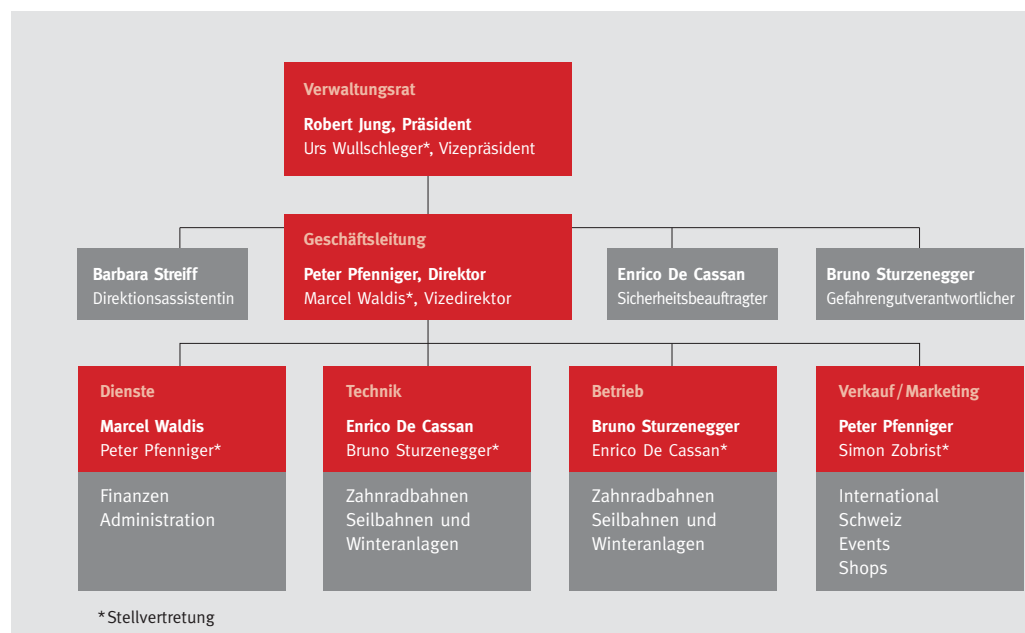 Verwaltungsrat
Robert Jung, Präsident
Urs Wullschleger*, Vizepräsident
Geschäftsleitung
Peter Pfenniger, Direktor
Marcel Waldis*, Vizedirektor
Barbara Streiff
Direktionsassistentin
Enrico De Cassan
Sicherheitsbeauftragter
Bruno Sturzenegger
Gefahrengutverantwortlicher
Dienste
Marcel Waldis
Peter Pfenniger*
Finanzen
Administration
Technik
Enrico De Cassan
Bruno Sturzenegger*
Zahnradbahnen
Seilbahnen und
Winteranlagen
Betrieb
Bruno Sturzenegger
Enrico De Cassan*
Zahnradbahnen
Seilbahnen und
Winteranlagen
Verkauf / Marketing
Peter Pfenniger
Simon Zobrist*
International
Schweiz
Events
Shops
*Stellvertretung